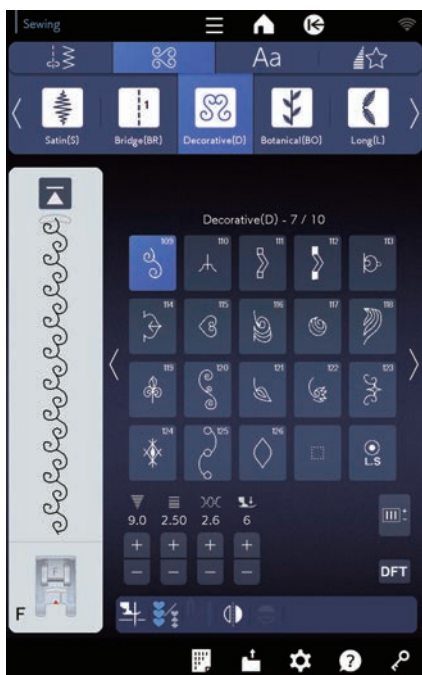 Sewing
Aa
1
Satin(S) Bridge(BR) Decorative(D) Botanical(BO) Long(L)
Decorative(D) - 7 / 10
109 110 111 112 113
114 115 116 117 118
119 120 121 122 123
124 125 126
L.S
9.0 2.50 2.6 6
+ + + +
− − − −
DFT
F
F
?